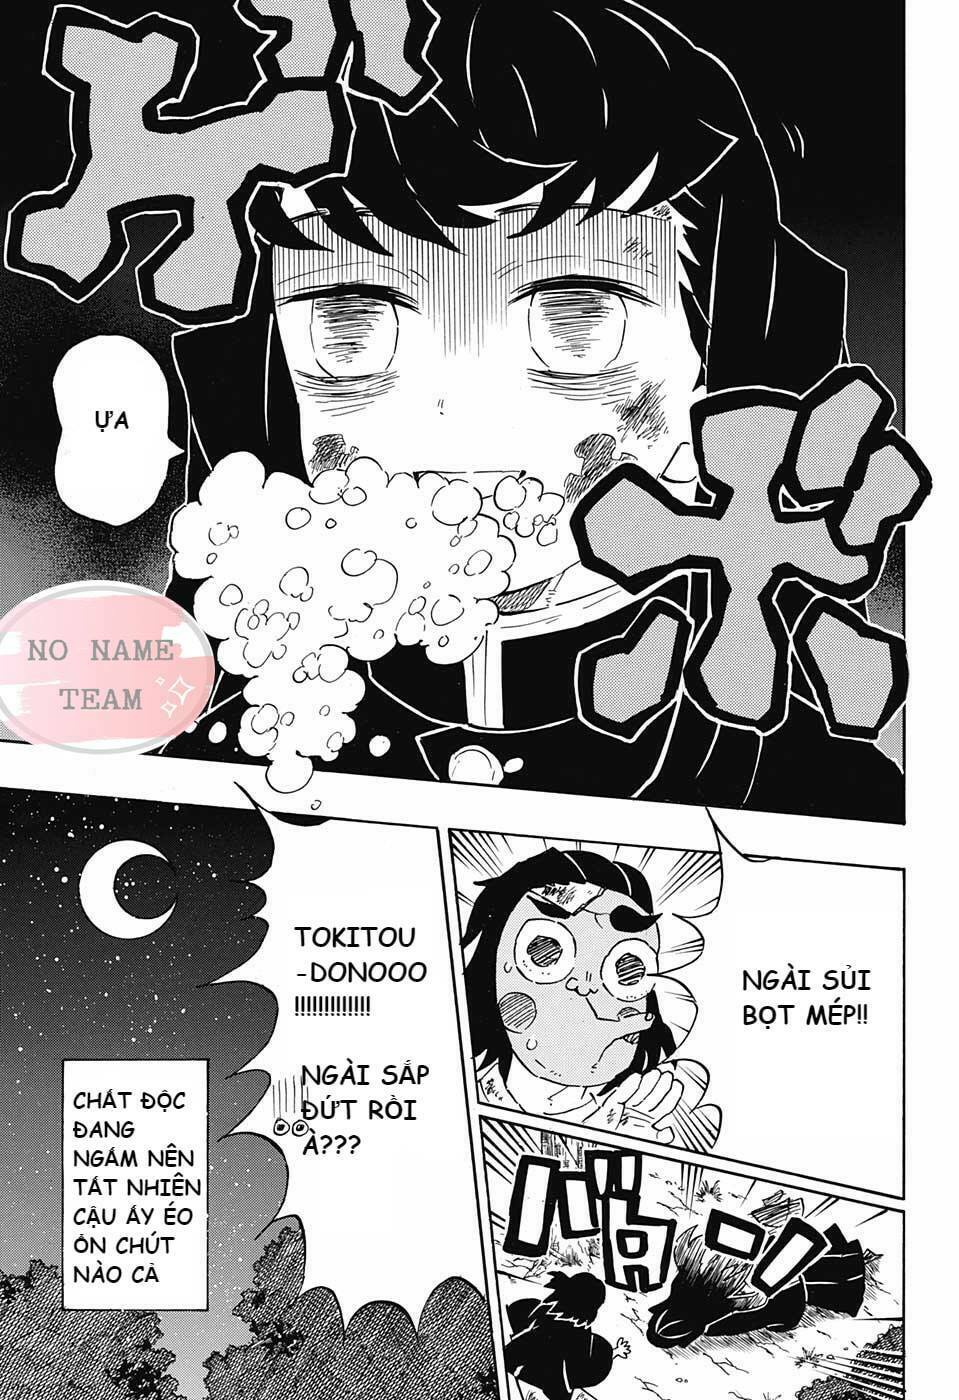 ỰA
NO NAME
TEAM
NGÀI SỦI
BỌT MÉP!!
TOKITOU
-DONOOO
!!!!!!!!!!!!!
NGÀI SẮP
ĐỨT RỒI
À???
CHẤT ĐỘC
ĐANG
NGẤM NÊN
TẤT NHIÊN
CẬU ẤY ÉO
ỔN CHÚT
NÀO CẢ